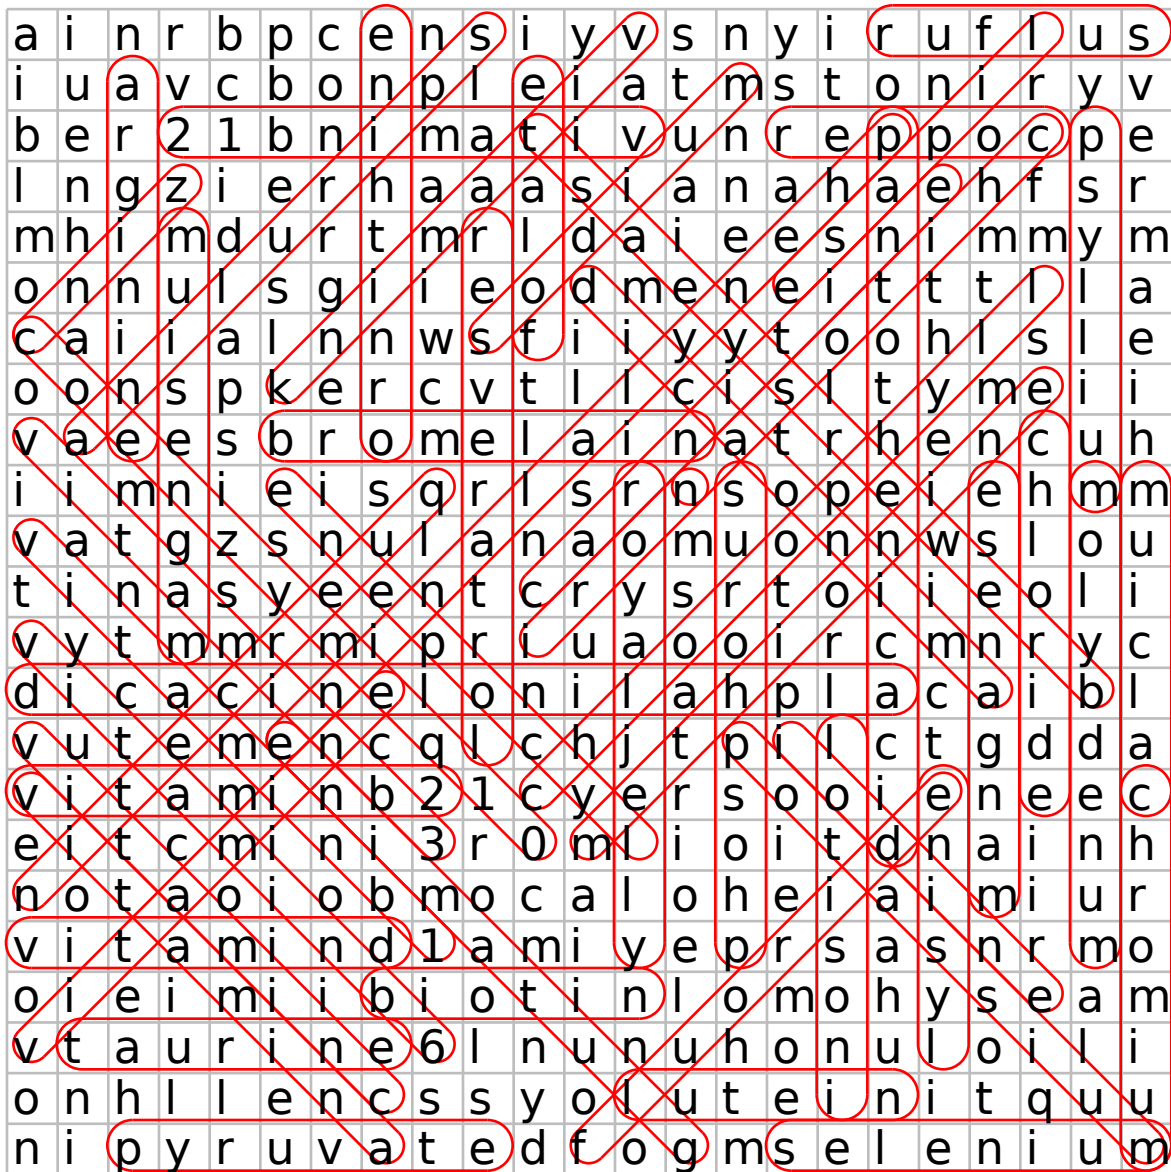 a i n r b p c e n s i y v s n y i r u f l u s
i u a v c b o n p l e i a t m s t o n i r y v
b e r 2 1 b n i m a t i v u n r e p p o c p e
l n g z i e r h a a a s i a n a h a e h f s r
m h i m d u r t m r l d a i e e s n i m m y m
o n n u l s g i i e o d m e n e i t t t l l a
c a i i a l n n w s f i i y y t o o h l s l e
o o n s p k e r c v t l l c i s l t y m e i i
v a e e s b r o m e l a i n a t r h e n c u h
i i m n i e i s q r l s r n s o p e i e h m m
v a t g z s n u l a n a o m u o n n w s l o u
t i n a s y e e n t c r y s r t o i i e o l i
v y t m m r m i p r i u a o o i r c m n r y c
d i c a c i n e l o n i l a h p l a c a i b l
v u t e m e n c q l c h j t p i l c t g d d a
v i t a m i n b 2 1 c y e r s o o i e n e e c
e i t c m i n i 3 r 0 m l i o i t d n a i n h
n o t a o i o b m o c a l o h e i a i m i u r
v i t a m i n d 1 a m i y e p r s a s n r m o
o i e i m i i b i o t i n l o m o h y s e a m
v t a u r i n e 6 l n u n u h o n u l o i l i
o n h l l e n c s s y o l u t e i n i t q u u
n i p y r u v a t e d f o g m s e l e n i u m